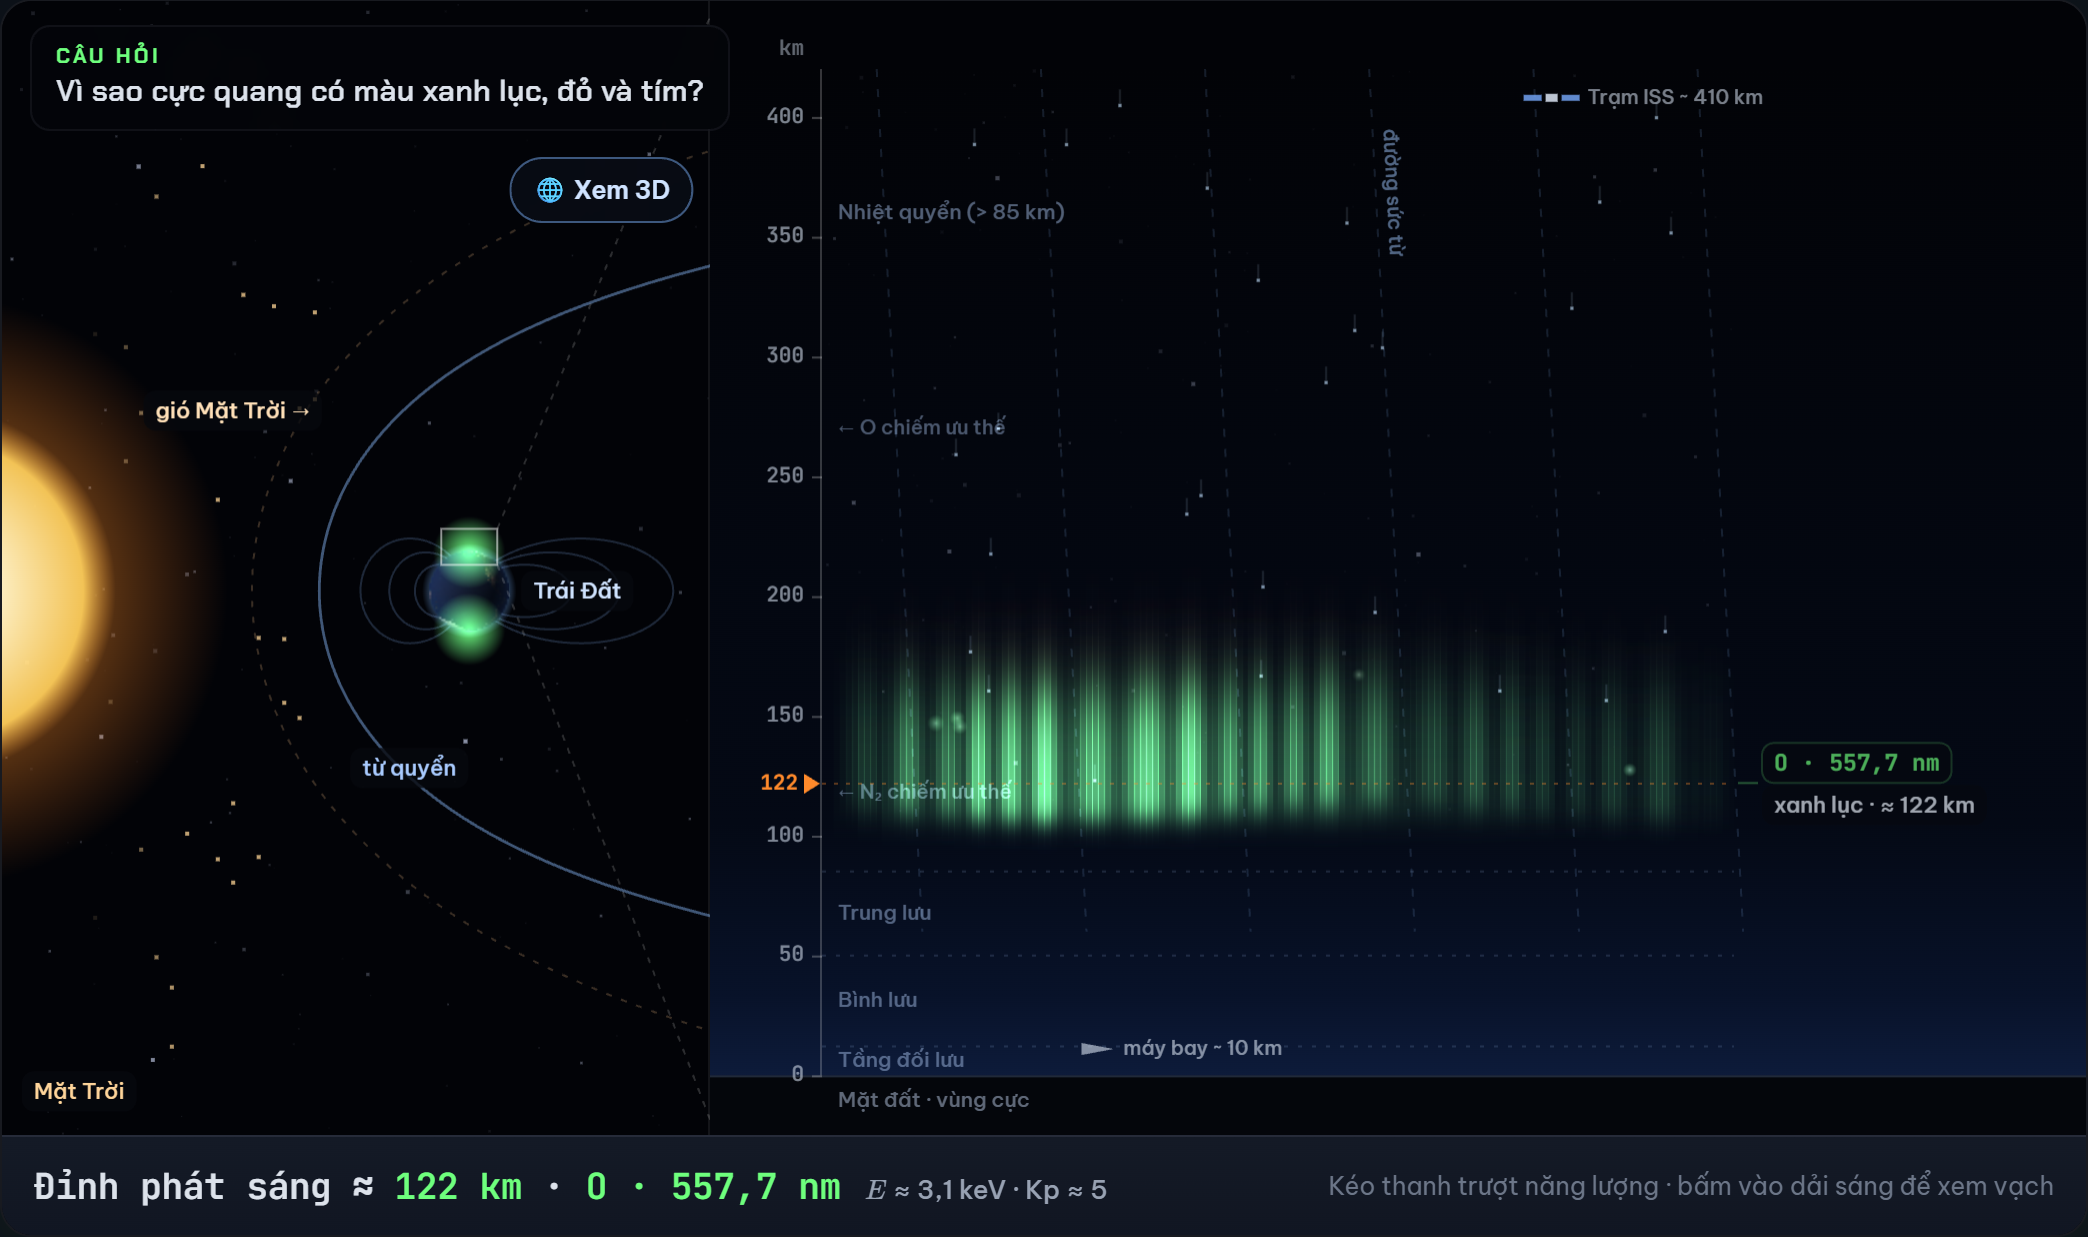 CÂU HỎI
Vì sao cực quang có màu xanh lục, đỏ và tím?
Xem 3D
gió Mặt Trời →
Trái Đất
từ quyển
Mặt Trời
km
400
350
300
250
200
150
122
100
50
0
Trạm ISS ~ 410 km
đường sức từ
Nhiệt quyển (> 85 km)
← O chiếm ưu thế
← N₂ chiếm ưu thế
O · 557,7 nm
xanh lục · ≈ 122 km
Trung lưu
Bình lưu
máy bay ~ 10 km
Tầng đối lưu
Mặt đất · vùng cực
Đỉnh phát sáng ≈ 122 km · O · 557,7 nm E ≈ 3,1 keV · Kp ≈ 5
Kéo thanh trượt năng lượng · bấm vào dải sáng để xem vạch